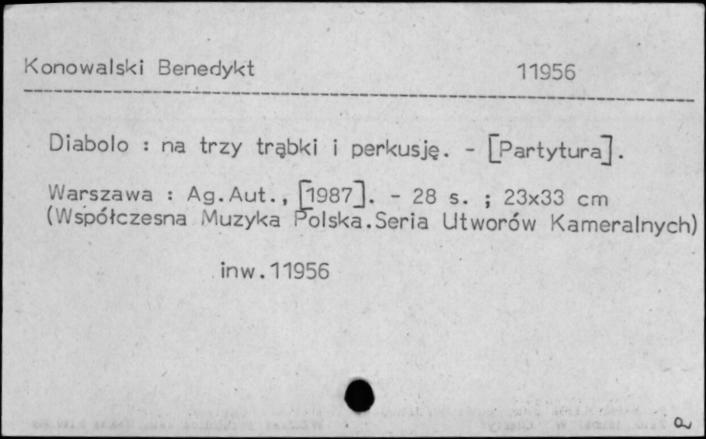 Konowalski Benedykt 11956
Diabolo : na trzy trąbki i perkusję. - [Partytura].
Warszawa : Ag.Aut., [1987]. - 28 s. ; 23x33 cm
(Współczesna Muzyka Polska.Seria Utworów Kameralnych)
inw.11956